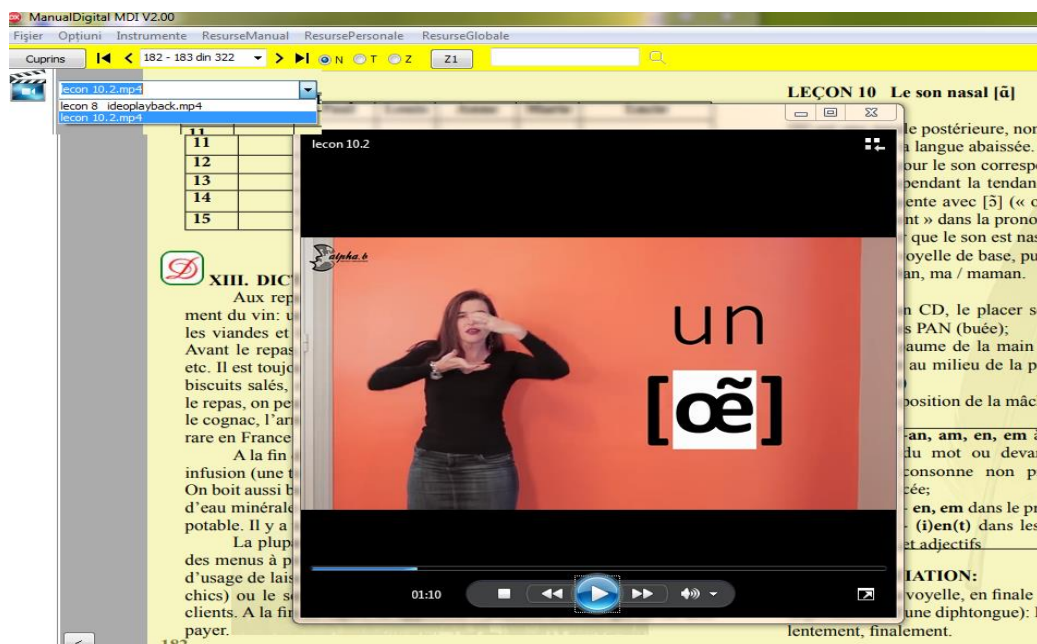 ManualDigital MDI V2.00
Fişier Opţiuni Instrumente ResurseManual ResursePersonale ResurseGlobale
Cuprins 182 - 183 din 322 N T Z Z1
lecon 10.2.mp4
lecon 8 ideoplayback.mp4
lecon 10.2.mp4
11
11
12
13
14
15
XIII. DIC
Aux rep
ment du vin: u
les viandes et
Avant le repas
etc. Il est toujo
biscuits salés,
le repas, on pe
le cognac, l'arr
rare en France
A la fin
infusion (une t
On boit aussi b
d'eau minérale
potable. Il y a
La plupa
des menus à p
d'usage de lais
chics) ou le se
clients. A la fin
payer.
182
lecon 10.2
alpha.b
un
[œ̃]
01:10
LEÇON 10 Le son nasal [ã]
le postérieure, nor
a langue abaissée.
our le son correspo
pendant la tendan
ente avec [ɔ̃] (« o
nt » dans la prono
r que le son est nas
oyelle de base, pu
an, ma / maman.
n CD, le placer s
s PAN (buée);
aume de la main
au milieu de la p
position de la mâc
-an, am, en, em
du mot ou devan
consonne non p
cée;
- en, em dans le pr
- (i)en(t) dans les
et adjectifs
IATION:
voyelle, en finale
une diphtongue): l
lentement, finalement.